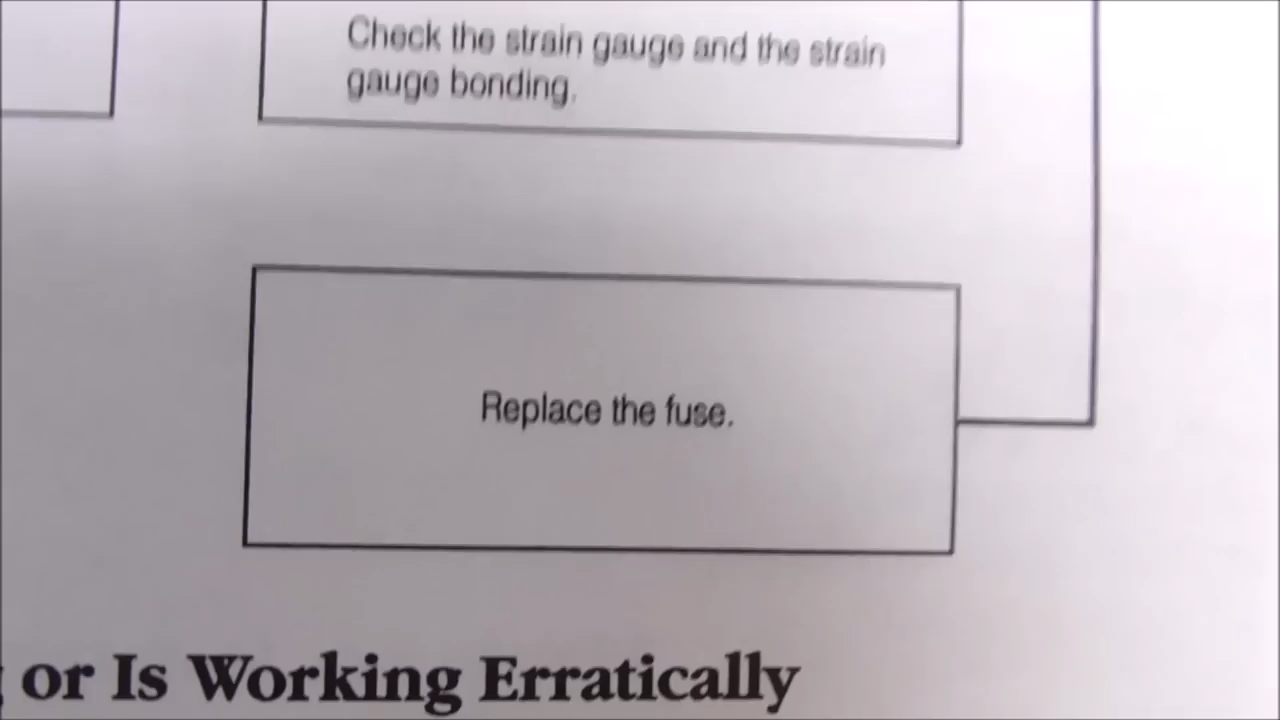 Check the strain gauge and the strain
gauge bonding.
Replace the fuse.
or Is Working Erratically